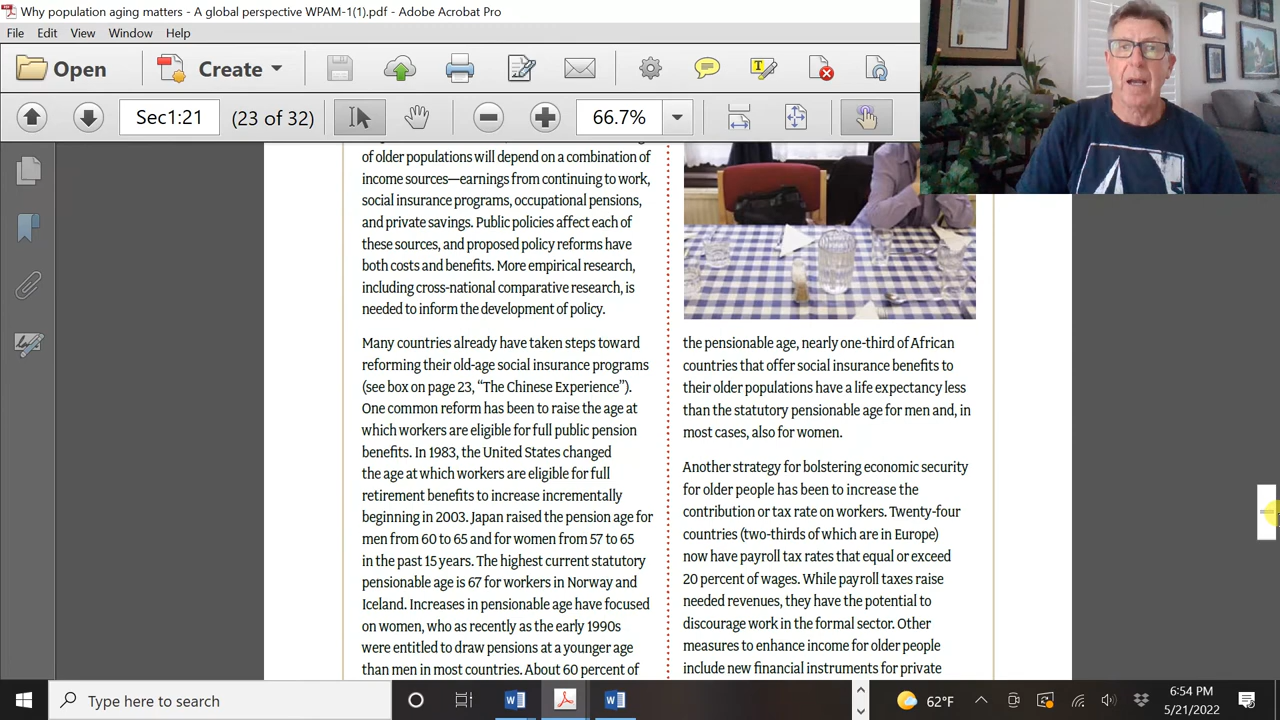 Why population aging matters - A global perspective WPAM-1(1).pdf - Adobe Acrobat Pro
File Edit View Window Help
Open Create
Sec1:21 (23 of 32) 66.7%
of older populations will depend on a combination of
income sources—earnings from continuing to work,
social insurance programs, occupational pensions,
and private savings. Public policies affect each of
these sources, and proposed policy reforms have
both costs and benefits. More empirical research,
including cross-national comparative research, is
needed to inform the development of policy.
Many countries already have taken steps toward
reforming their old-age social insurance programs
(see box on page 23, “The Chinese Experience”).
One common reform has been to raise the age at
which workers are eligible for full public pension
benefits. In 1983, the United States changed
the age at which workers are eligible for full
retirement benefits to increase incrementally
beginning in 2003. Japan raised the pension age for
men from 60 to 65 and for women from 57 to 65
in the past 15 years. The highest current statutory
pensionable age is 67 for workers in Norway and
Iceland. Increases in pensionable age have focused
on women, who as recently as the early 1990s
were entitled to draw pensions at a younger age
than men in most countries. About 60 percent of
the pensionable age, nearly one-third of African
countries that offer social insurance benefits to
their older populations have a life expectancy less
than the statutory pensionable age for men and, in
most cases, also for women.
Another strategy for bolstering economic security
for older people has been to increase the
contribution or tax rate on workers. Twenty-four
countries (two-thirds of which are in Europe)
now have payroll tax rates that equal or exceed
20 percent of wages. While payroll taxes raise
needed revenues, they have the potential to
discourage work in the formal sector. Other
measures to enhance income for older people
include new financial instruments for private
Type here to search
62°F
6:54 PM
5/21/2022